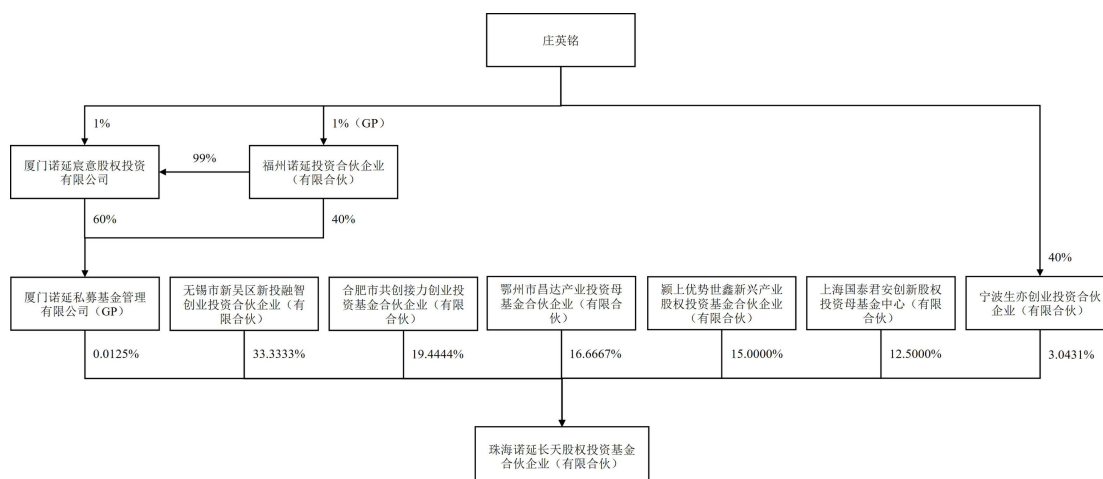 庄英铭
1%
1%（GP）
厦门诺延宸意股权投资
有限公司
99%
福州诺延投资合伙企业
（有限合伙）
60%
40%
40%
厦门诺延私募基金管理
有限公司（GP）
无锡市新吴区新投融智
创业投资合伙企业（有
限合伙）
合肥市共创接力创业投
资基金合伙企业（有限
合伙）
鄂州市昌达产业投资母
基金合伙企业（有限合
伙）
颍上优势世鑫新兴产业
股权投资基金合伙企业
（有限合伙）
上海国泰君安创新股权
投资母基金中心（有限
合伙）
宁波生亦创业投资合伙
企业（有限合伙）
0.0125%
33.3333%
19.4444%
16.6667%
15.0000%
12.5000%
3.0431%
珠海诺延长天股权投资基金
合伙企业（有限合伙）